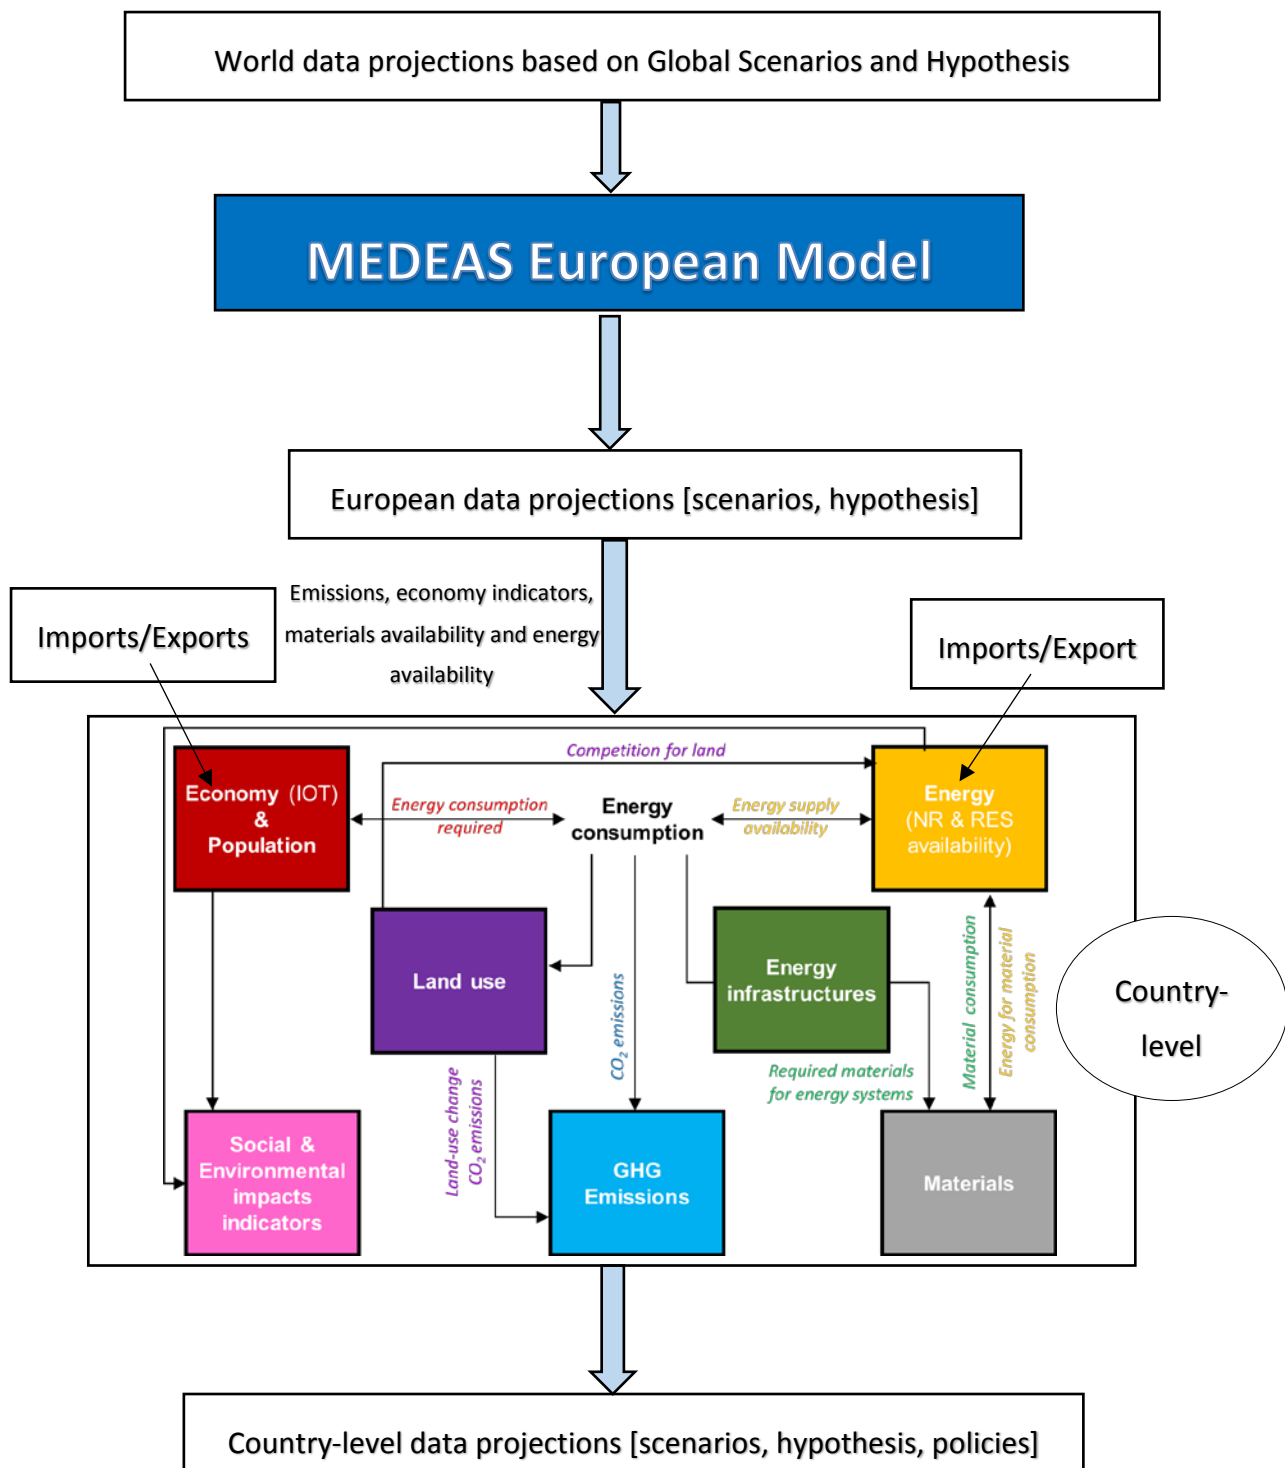 World data projections based on Global Scenarios and Hypothesis
MEDEAS European Model
European data projections [scenarios, hypothesis]
Emissions, economy indicators,
materials availability and energy
availability
Imports/Exports
Imports/Export
Competition for land
Economy (IOT)
&
Population
Energy consumption
required
Energy
consumption
Energy supply
availability
Energy
(NR & RES
availability)
Land use
Energy
infrastructures
CO₂ emissions
Material consumption
Energy for material
consumption
Country-
level
Land-use change
CO₂ emissions
Required materials
for energy systems
Social &
Environmental
impacts
indicators
GHG
Emissions
Materials
Country-level data projections [scenarios, hypothesis, policies]